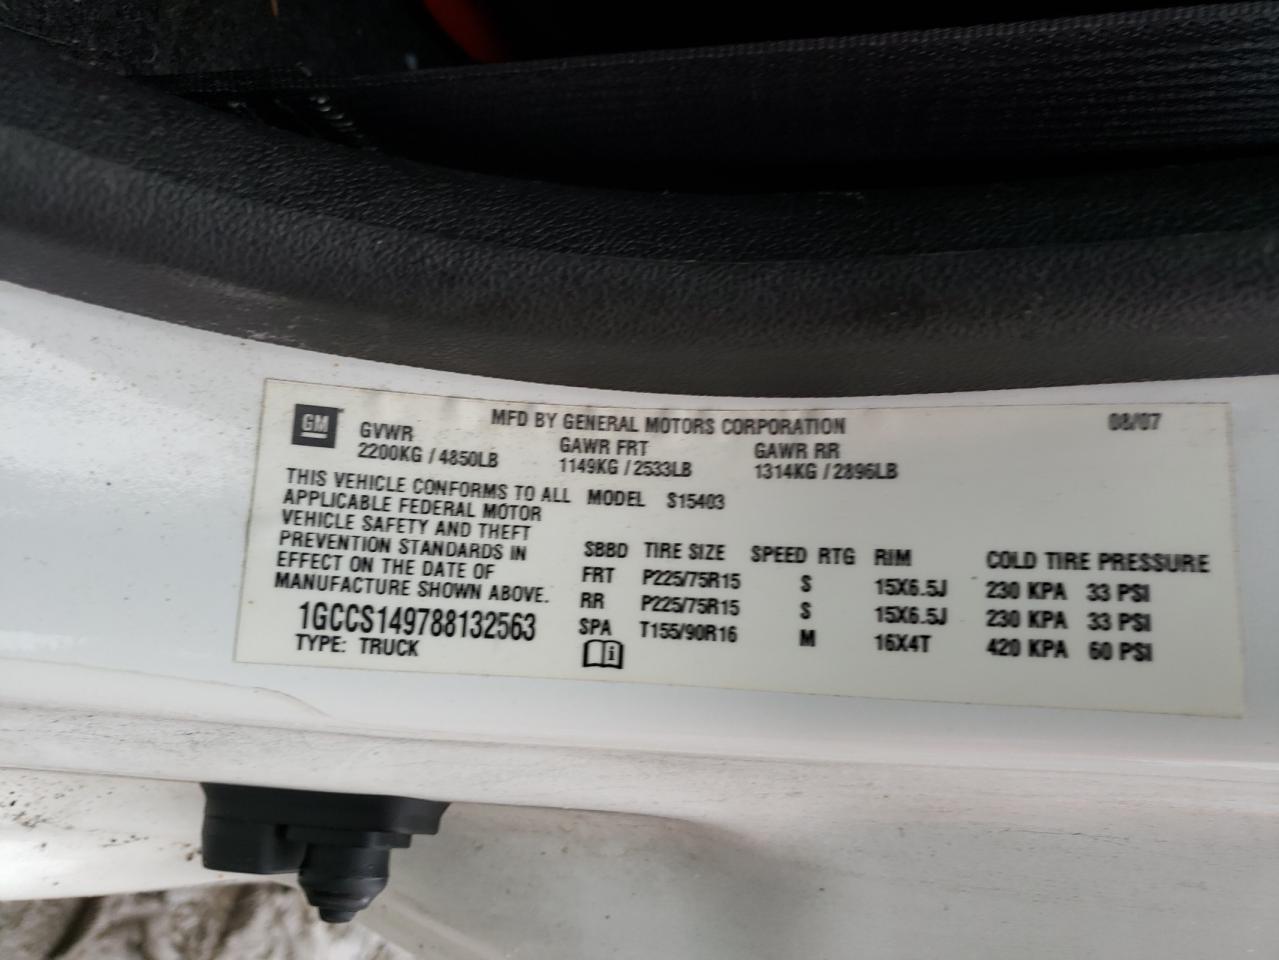 GM
MFD BY GENERAL MOTORS CORPORATION 08/07
GVWR GAWR FRT GAWR RR
2200KG / 4850LB 1149KG / 2533LB 1314KG / 2896LB
THIS VEHICLE CONFORMS TO ALL
APPLICABLE FEDERAL MOTOR
VEHICLE SAFETY AND THEFT
PREVENTION STANDARDS IN
EFFECT ON THE DATE OF
MANUFACTURE SHOWN ABOVE.
1GCCS149788132563
TYPE: TRUCK
MODEL S15403
SBBD TIRE SIZE SPEED RTG RIM COLD TIRE PRESSURE
FRT P225/75R15 S 15X6.5J 230 KPA 33 PSI
RR P225/75R15 S 15X6.5J 230 KPA 33 PSI
SPA T155/90R16 M 16X4T 420 KPA 60 PSI